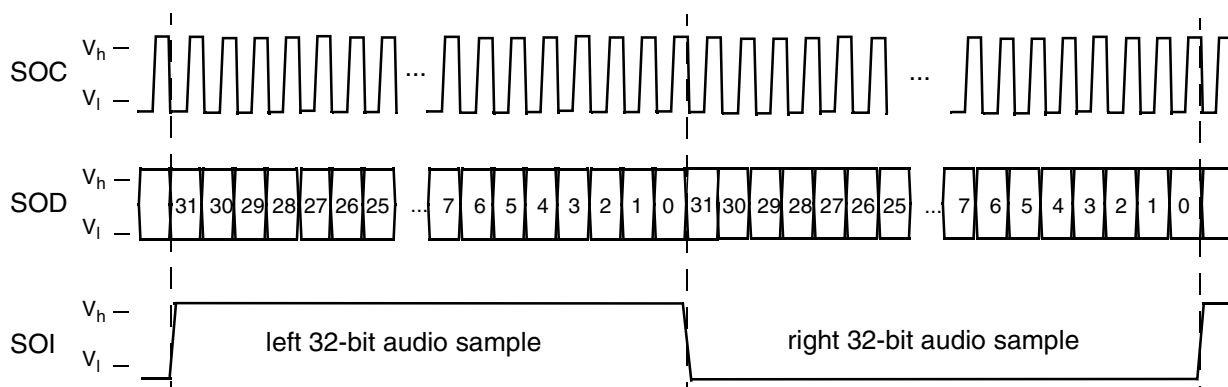 V_h
SOC
V_l
... ... 
V_h
SOD 31 30 29 28 27 26 25 ... 7 6 5 4 3 2 1 0 31 30 29 28 27 26 25 ... 7 6 5 4 3 2 1 0
V_l
V_h
SOI left 32-bit audio sample right 32-bit audio sample
V_l